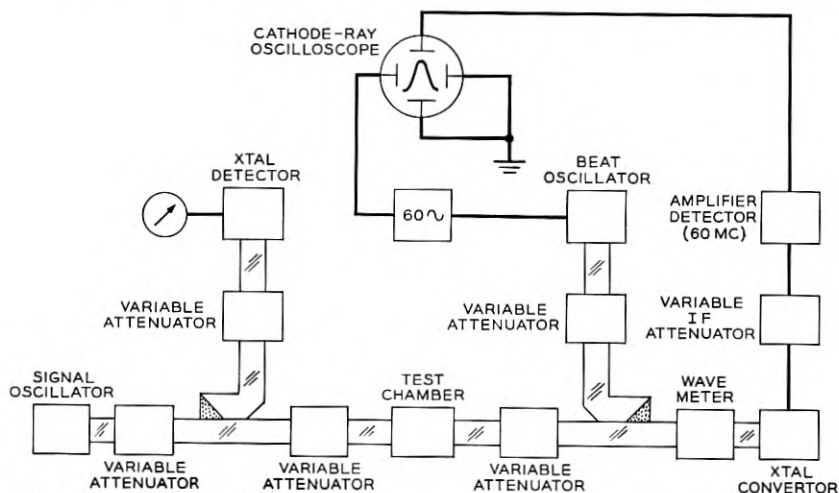 CATHODE-RAY
OSCILLOSCOPE
XTAL
DETECTOR
BEAT
OSCILLATOR
60∿
AMPLIFIER
DETECTOR
(60 MC)
VARIABLE
ATTENUATOR
VARIABLE
ATTENUATOR
VARIABLE
IF
ATTENUATOR
SIGNAL
OSCILLATOR
TEST
CHAMBER
WAVE
METER
VARIABLE
ATTENUATOR
VARIABLE
ATTENUATOR
VARIABLE
ATTENUATOR
XTAL
CONVERTOR